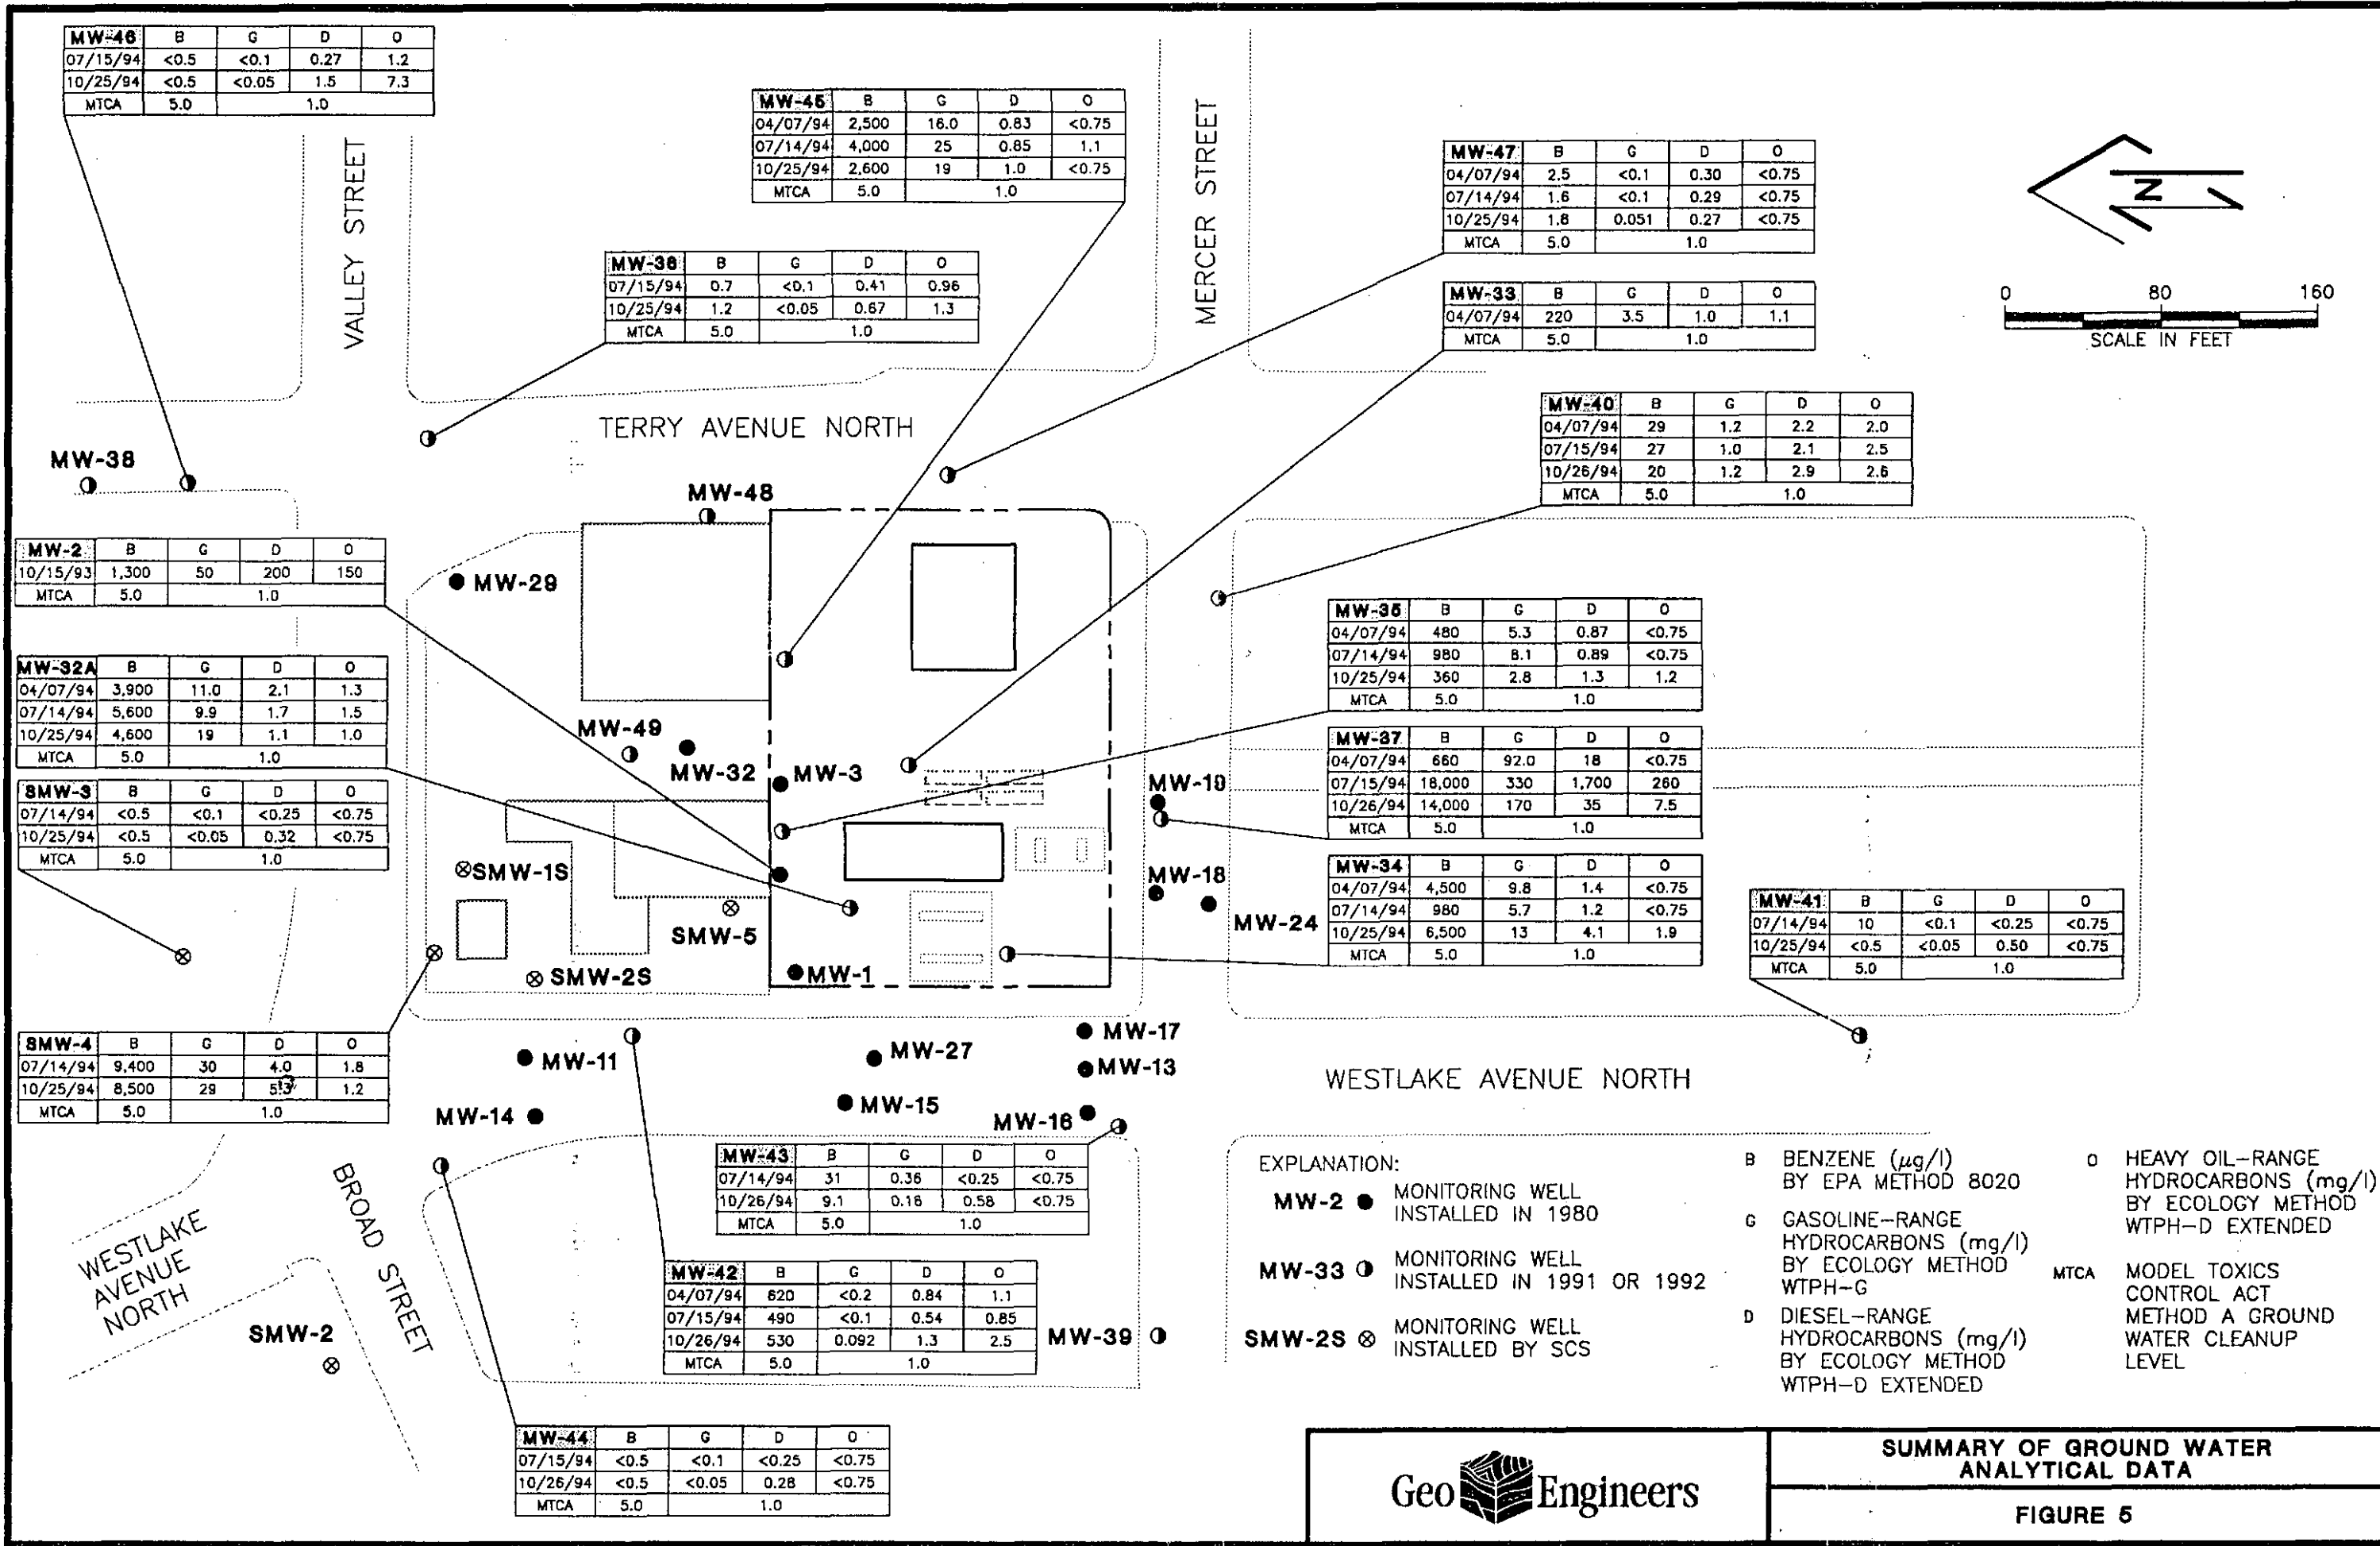 MW-46 B G D O
07/15/94 <0.5 <0.1 0.27 1.2
10/25/94 <0.5 <0.05 1.5 7.3
MTCA 5.0 1.0
VALLEY STREET
MW-45 B G D O
04/07/94 2,500 16.0 0.83 <0.75
07/14/94 4,000 25 0.85 1.1
10/25/94 2,600 19 1.0 <0.75
MTCA 5.0 1.0
MERCER STREET
MW-47 B G D O
04/07/94 2.5 <0.1 0.30 <0.75
07/14/94 1.6 <0.1 0.29 <0.75
10/25/94 1.8 0.051 0.27 <0.75
MTCA 5.0 1.0
N
0 80 160
SCALE IN FEET
MW-36 B G D O
07/15/94 0.7 <0.1 0.41 0.96
10/25/94 1.2 <0.05 0.67 1.3
MTCA 5.0 1.0
MW-33 B G D O
04/07/94 220 3.5 1.0 1.1
MTCA 5.0 1.0
TERRY AVENUE NORTH
MW-40 B G D O
04/07/94 29 1.2 2.2 2.0
07/15/94 27 1.0 2.1 2.5
10/26/94 20 1.2 2.9 2.6
MTCA 5.0 1.0
MW-38
MW-48
MW-2 B G D O
10/15/93 1,300 50 200 150
MTCA 5.0 1.0
MW-29
MW-35 B G D O
04/07/94 480 5.3 0.87 <0.75
07/14/94 980 8.1 0.89 <0.75
10/25/94 360 2.8 1.3 1.2
MTCA 5.0 1.0
MW-32A B G D O
04/07/94 3,900 11.0 2.1 1.3
07/14/94 5,600 9.9 1.7 1.5
10/25/94 4,600 19 1.1 1.0
MTCA 5.0 1.0
MW-49
MW-32
MW-3
MW-19
MW-37 B G D O
04/07/94 660 92.0 18 <0.75
07/15/94 18,000 330 1,700 260
10/26/94 14,000 170 35 7.5
MTCA 5.0 1.0
SMW-3 B G D O
07/14/94 <0.5 <0.1 <0.25 <0.75
10/25/94 <0.5 <0.05 0.32 <0.75
MTCA 5.0 1.0
SMW-1S
SMW-5
SMW-2S
MW-1
MW-18
MW-24
MW-34 B G D O
04/07/94 4,500 9.8 1.4 <0.75
07/14/94 980 5.7 1.2 <0.75
10/25/94 6,500 13 4.1 1.9
MTCA 5.0 1.0
MW-41 B G D O
07/14/94 10 <0.1 <0.25 <0.75
10/25/94 <0.5 <0.05 0.50 <0.75
MTCA 5.0 1.0
SMW-4 B G D O
07/14/94 9,400 30 4.0 1.8
10/25/94 8,500 29 1.2
MTCA 5.0 1.0
MW-11
MW-27
MW-17
MW-13
MW-14
MW-15
MW-16
WESTLAKE AVENUE NORTH
MW-43 B G D O
07/14/94 31 0.36 <0.25 <0.75
10/26/94 9.1 0.16 0.58 <0.75
MTCA 5.0 1.0
WESTLAKE
AVENUE
NORTH
BROAD STREET
SMW-2
MW-42 B G D O
04/07/94 620 <0.2 0.84 1.1
07/15/94 490 <0.1 0.54 0.85
10/26/94 530 0.092 1.3 2.5
MTCA 5.0 1.0
MW-39
MW-44 B G D O
07/15/94 <0.5 <0.1 <0.25 <0.75
10/26/94 <0.5 <0.05 0.28 <0.75
MTCA 5.0 1.0
EXPLANATION:
MW-2 MONITORING WELL
INSTALLED IN 1980
MW-33 MONITORING WELL
INSTALLED IN 1991 OR 1992
SMW-2S MONITORING WELL
INSTALLED BY SCS
B BENZENE (µg/l)
BY EPA METHOD 8020
G GASOLINE-RANGE
HYDROCARBONS (mg/l)
BY ECOLOGY METHOD
WTPH-G
D DIESEL-RANGE
HYDROCARBONS (mg/l)
BY ECOLOGY METHOD
WTPH-D EXTENDED
O HEAVY OIL-RANGE
HYDROCARBONS (mg/l)
BY ECOLOGY METHOD
WTPH-D EXTENDED
MTCA MODEL TOXICS
CONTROL ACT
METHOD A GROUND
WATER CLEANUP
LEVEL
Geo Engineers
SUMMARY OF GROUND WATER
ANALYTICAL DATA
FIGURE 5